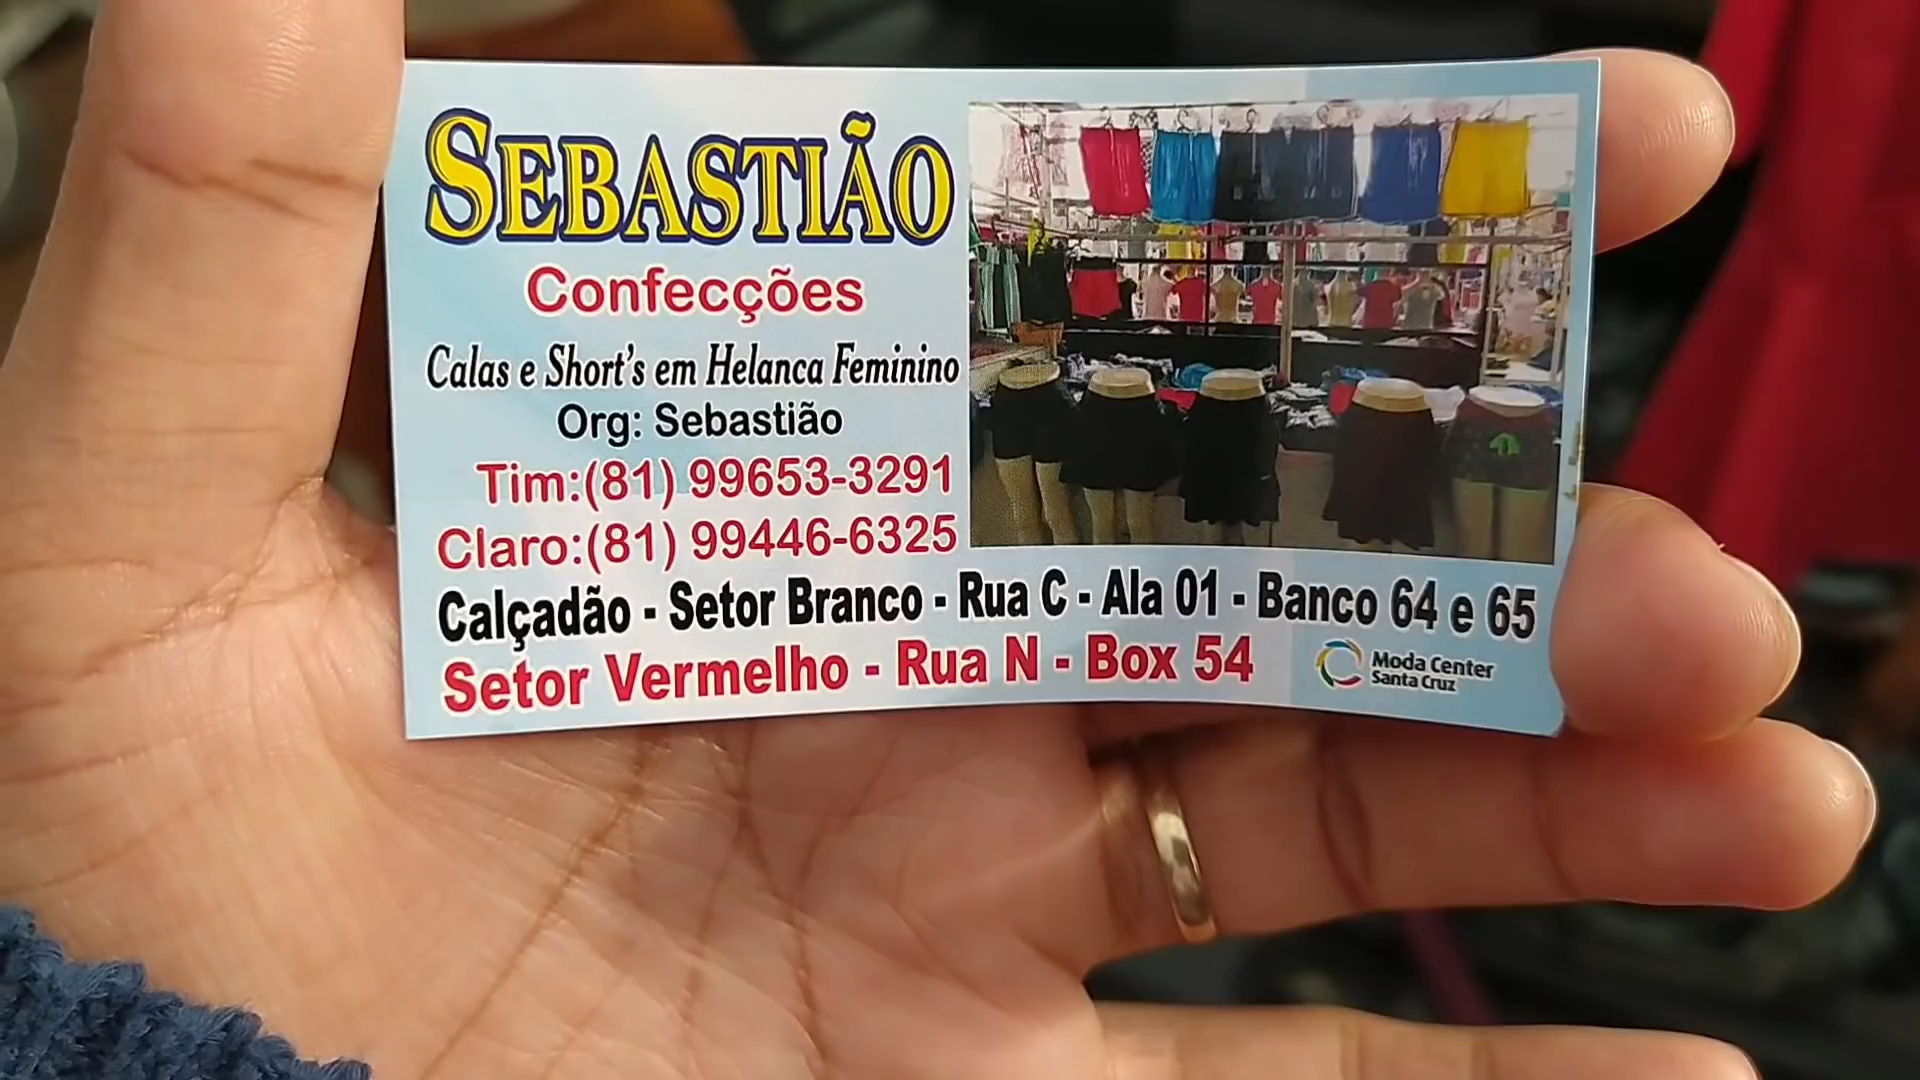 SEBASTIÃO
Confecções
Calas e Short's em Helanca Feminino
Org: Sebastião
Tim:(81) 99653-3291
Claro:(81) 99446-6325
Calçadão - Setor Branco - Rua C - Ala 01 - Banco 64 e 65
Setor Vermelho - Rua N - Box 54
Moda Center
Santa Cruz